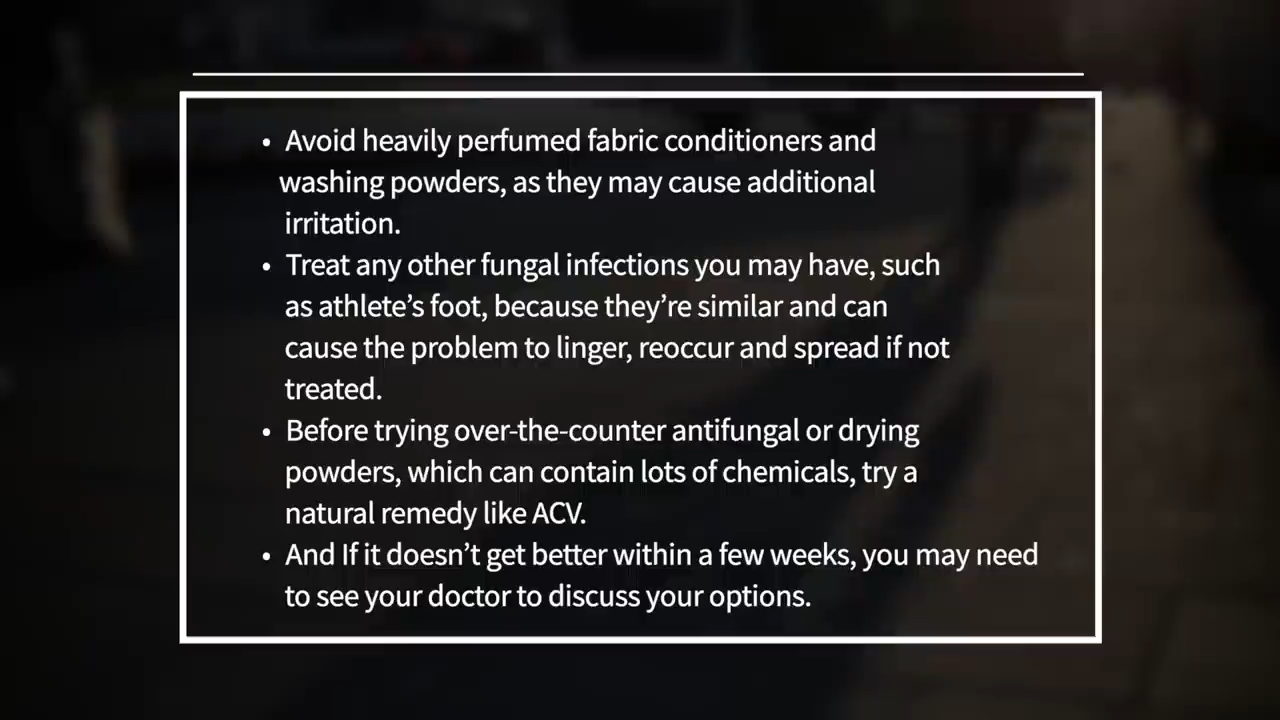 • Avoid heavily perfumed fabric conditioners and
washing powders, as they may cause additional
irritation.
• Treat any other fungal infections you may have, such
as athlete’s foot, because they’re similar and can
cause the problem to linger, reoccur and spread if not
treated.
• Before trying over-the-counter antifungal or drying
powders, which can contain lots of chemicals, try a
natural remedy like ACV.
• And If it doesn’t get better within a few weeks, you may need
to see your doctor to discuss your options.